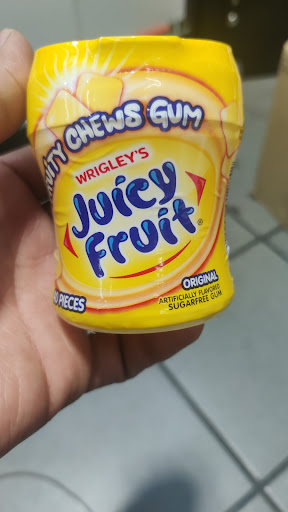 CHEWS GUM
WRIGLEY'S
Juicy
Fruit®
ORIGINAL
ARTIFICIALLY FLAVORED
SUGARFREE GUM
PIECES